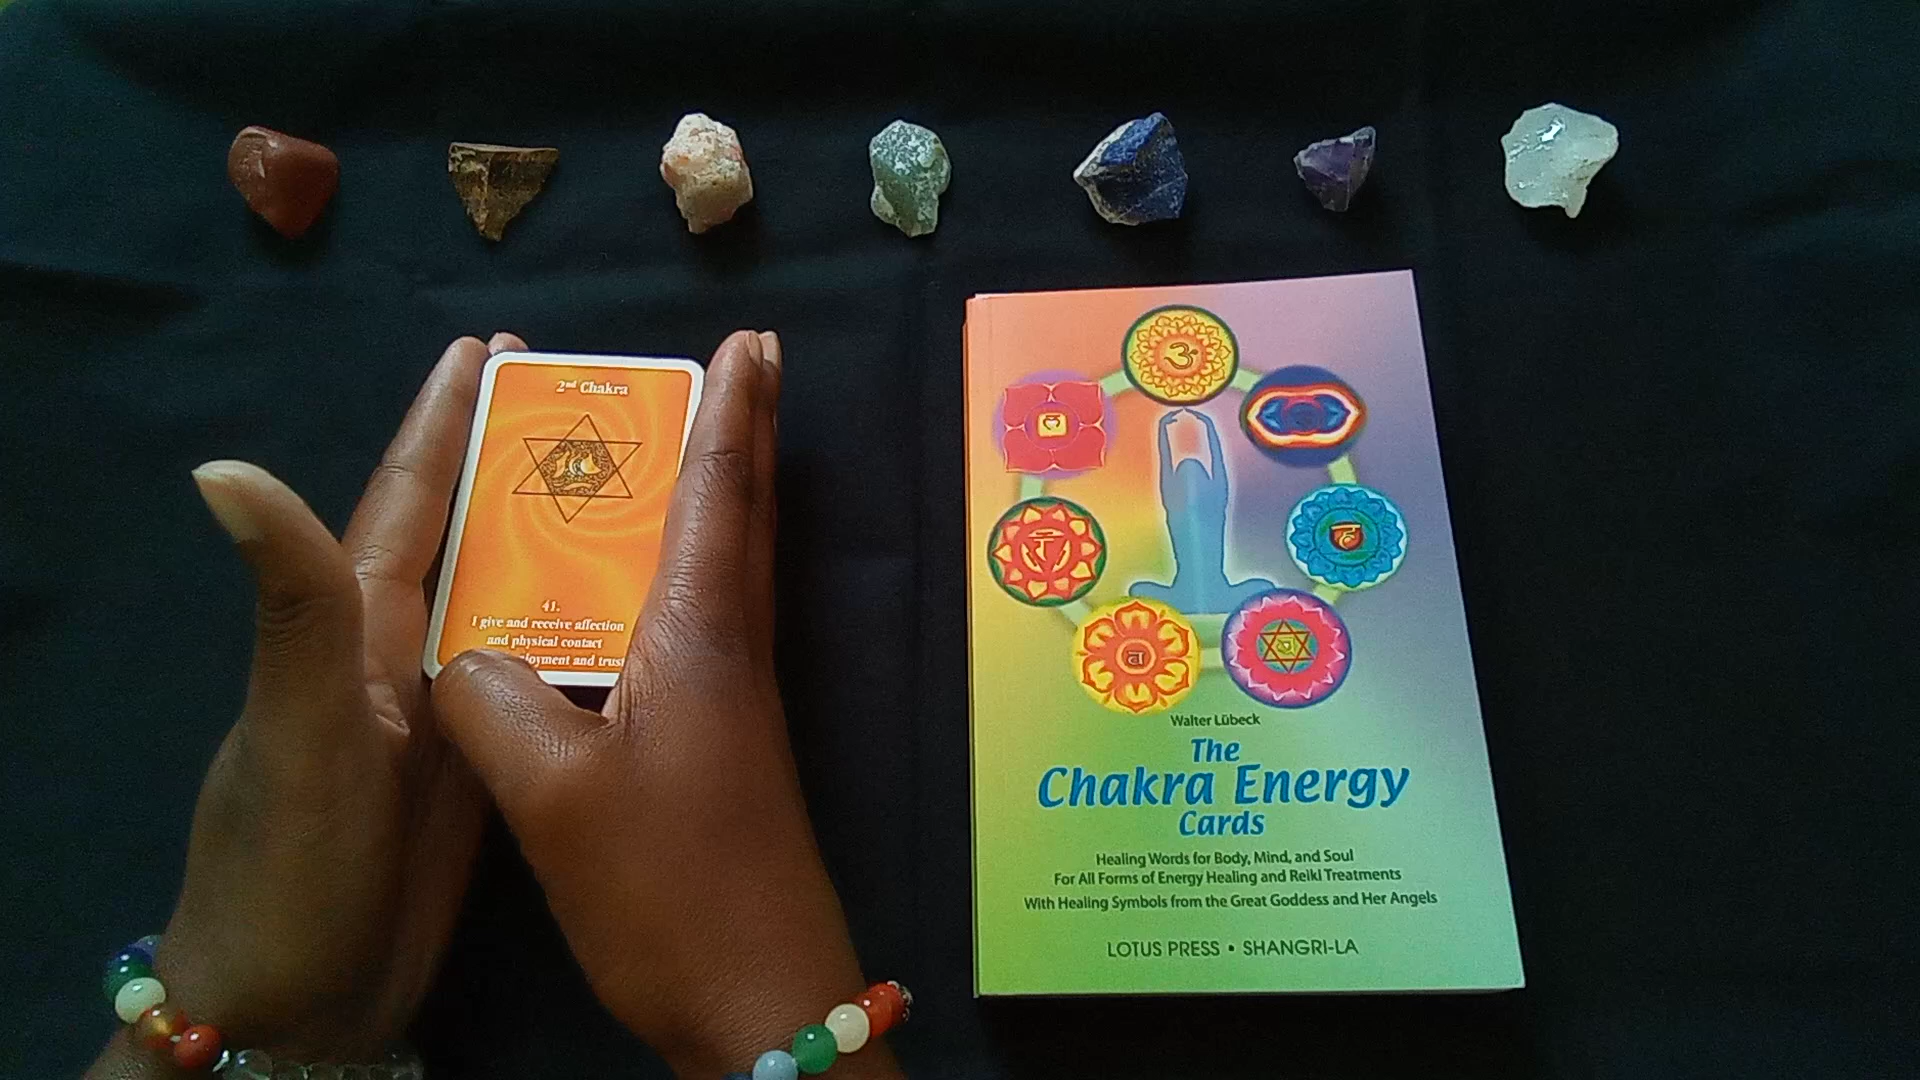 2nd Chakra
41.
I give and receive affection
and physical contact
and trust
Walter Lübeck
The
Chakra Energy
Cards
Healing Words for Body, Mind, and Soul
For All Forms of Energy Healing and Reiki Treatments
With Healing Symbols from the Great Goddess and Her Angels
LOTUS PRESS • SHANGRI-LA